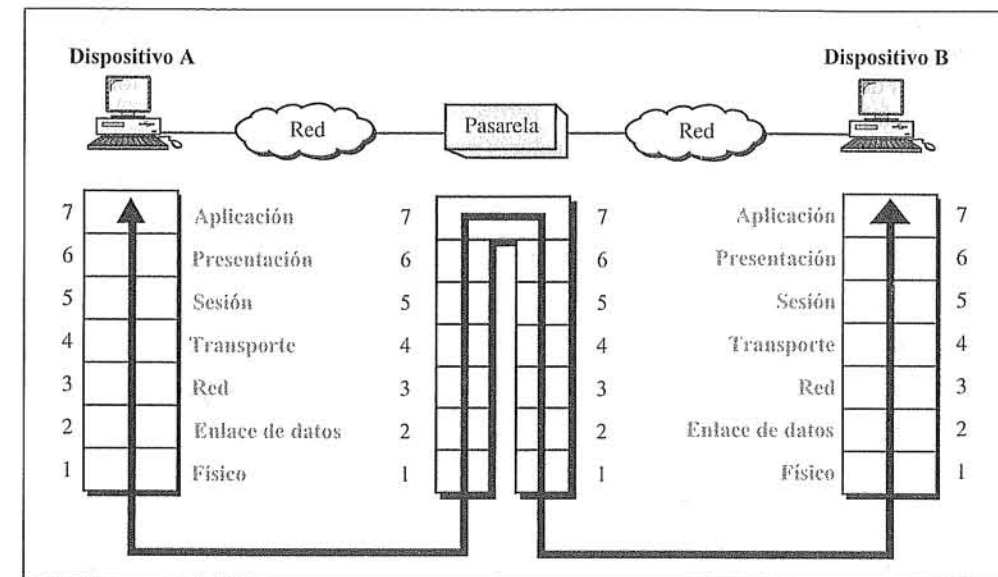 Dispositivo A
Dispositivo B
Red
Pasarela
Red
7 Aplicación 7 7 Aplicación 7
6 Presentación 6 6 Presentación 6
5 Sesión 5 5 Sesión 5
4 Transporte 4 4 Transporte 4
3 Red 3 3 Red 3
2 Enlace de datos 2 2 Enlace de datos 2
1 Físico 1 1 Físico 1